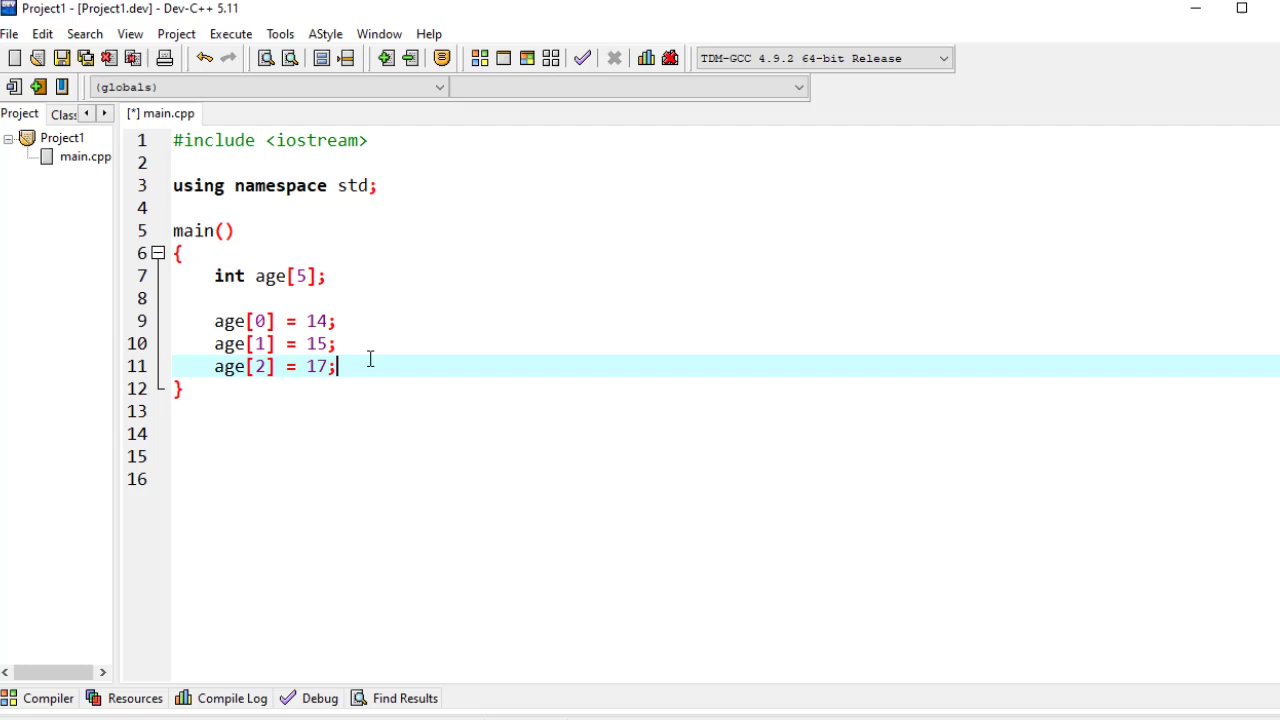 DEV
Project1 - [Project1.dev] - Dev-C++ 5.11
File Edit Search View Project Execute Tools AStyle Window Help
TDM-GCC 4.9.2 64-bit Release
(globals)
Project Clas [*] main.cpp
Project1
main.cpp
1 #include <iostream>
2
3 using namespace std;
4
5 main()
6 {
7 int age[5];
8
9 age[0] = 14;
10 age[1] = 15;
11 age[2] = 17;
12 }
13
14
15
16
Compiler Resources Compile Log Debug Find Results